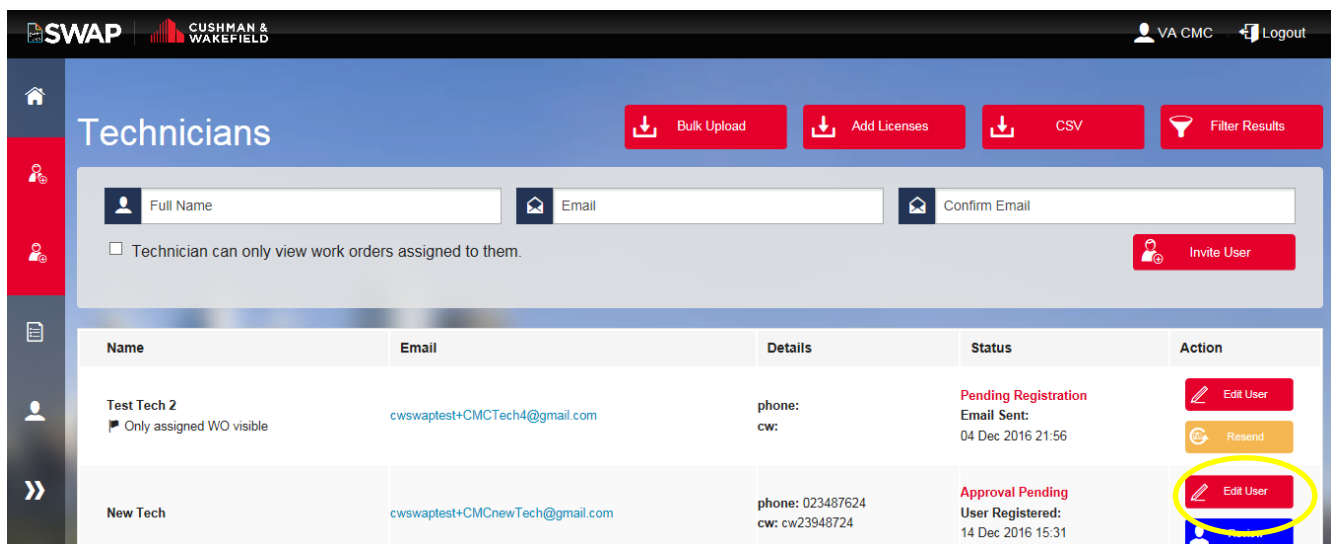 SWAP CUSHMAN & WAKEFIELD VA CMC Logout
Technicians
Bulk Upload Add Licenses CSV Filter Results
Full Name Email Confirm Email
Technician can only view work orders assigned to them. Invite User
Name Email Details Status Action
Test Tech 2
Only assigned WO visible
cwswaptest+CMCTech4@gmail.com
phone:
cw:
Pending Registration
Email Sent:
04 Dec 2016 21:56
Edit User
Resend
New Tech
cwswaptest+CMCnewTech@gmail.com
phone: 023487624
cw: cw23948724
Approval Pending
User Registered:
14 Dec 2016 15:31
Edit User
Review